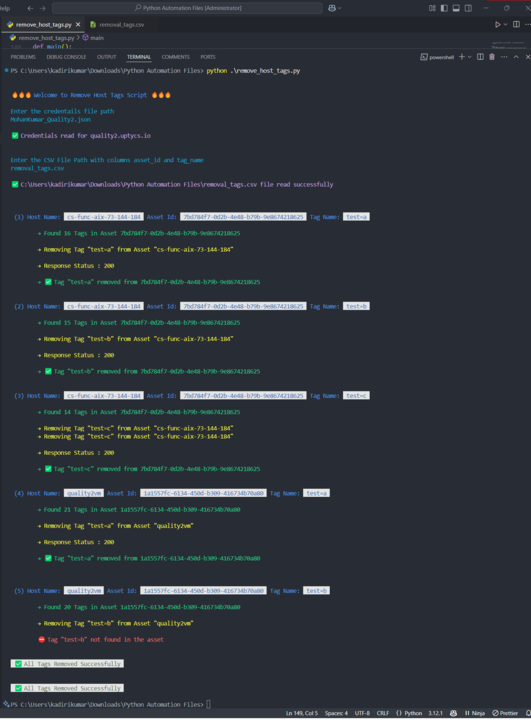 Help
Python Automation Files [Administrator]
remove_host_tags.py
removal_tags.csv
remove_host_tags.py > main
def main():
PROBLEMS DEBUG CONSOLE OUTPUT TERMINAL COMMENTS PORTS
powershell
PS C:\Users\kadirikumar\Downloads\Python Automation Files> python .\remove_host_tags.py
Welcome to Remove Host Tags Script
Enter the credentails file path
MohanKumar_Quality2.json
Credentials read for quality2.uptycs.io
Enter the CSV File Path with columns asset_id and tag_name
removal_tags.csv
C:\Users\kadirikumar\Downloads\Python Automation Files\removal_tags.csv file read successfully
(1) Host Name: cs-func-aix-73-144-184 Asset Id: 7bd784f7-0d2b-4e48-b79b-9e8674218625 Tag Name: test=a
→ Found 16 Tags in Asset 7bd784f7-0d2b-4e48-b79b-9e8674218625
→ Removing Tag "test=a" from Asset "cs-func-aix-73-144-184"
→ Response Status : 200
→ ✅ Tag "test=a" removed from 7bd784f7-0d2b-4e48-b79b-9e8674218625
(2) Host Name: cs-func-aix-73-144-184 Asset Id: 7bd784f7-0d2b-4e48-b79b-9e8674218625 Tag Name: test=b
→ Found 15 Tags in Asset 7bd784f7-0d2b-4e48-b79b-9e8674218625
→ Removing Tag "test=b" from Asset "cs-func-aix-73-144-184"
→ Response Status : 200
→ ✅ Tag "test=b" removed from 7bd784f7-0d2b-4e48-b79b-9e8674218625
(3) Host Name: cs-func-aix-73-144-184 Asset Id: 7bd784f7-0d2b-4e48-b79b-9e8674218625 Tag Name: test=c
→ Found 14 Tags in Asset 7bd784f7-0d2b-4e48-b79b-9e8674218625
→ Removing Tag "test=c" from Asset "cs-func-aix-73-144-184"
→ Removing Tag "test=c" from Asset "cs-func-aix-73-144-184"
→ Response Status : 200
→ ✅ Tag "test=c" removed from 7bd784f7-0d2b-4e48-b79b-9e8674218625
(4) Host Name: quality2vm Asset Id: 1a1557fc-6134-450d-b309-416734b70a80 Tag Name: test=a
→ Found 21 Tags in Asset 1a1557fc-6134-450d-b309-416734b70a80
→ Removing Tag "test=a" from Asset "quality2vm"
→ Response Status : 200
→ ✅ Tag "test=a" removed from 1a1557fc-6134-450d-b309-416734b70a80
(5) Host Name: quality2vm Asset Id: 1a1557fc-6134-450d-b309-416734b70a80 Tag Name: test=b
→ Found 20 Tags in Asset 1a1557fc-6134-450d-b309-416734b70a80
→ Removing Tag "test=b" from Asset "quality2vm"
⛔ Tag "test=b" not found in the asset
✅ All Tags Removed Successfully
✅ All Tags Removed Successfully
PS C:\Users\kadirikumar\Downloads\Python Automation Files>
Ln 149, Col 5 Spaces: 4 UTF-8 CRLF {} Python 3.12.1 Ninja Prettier